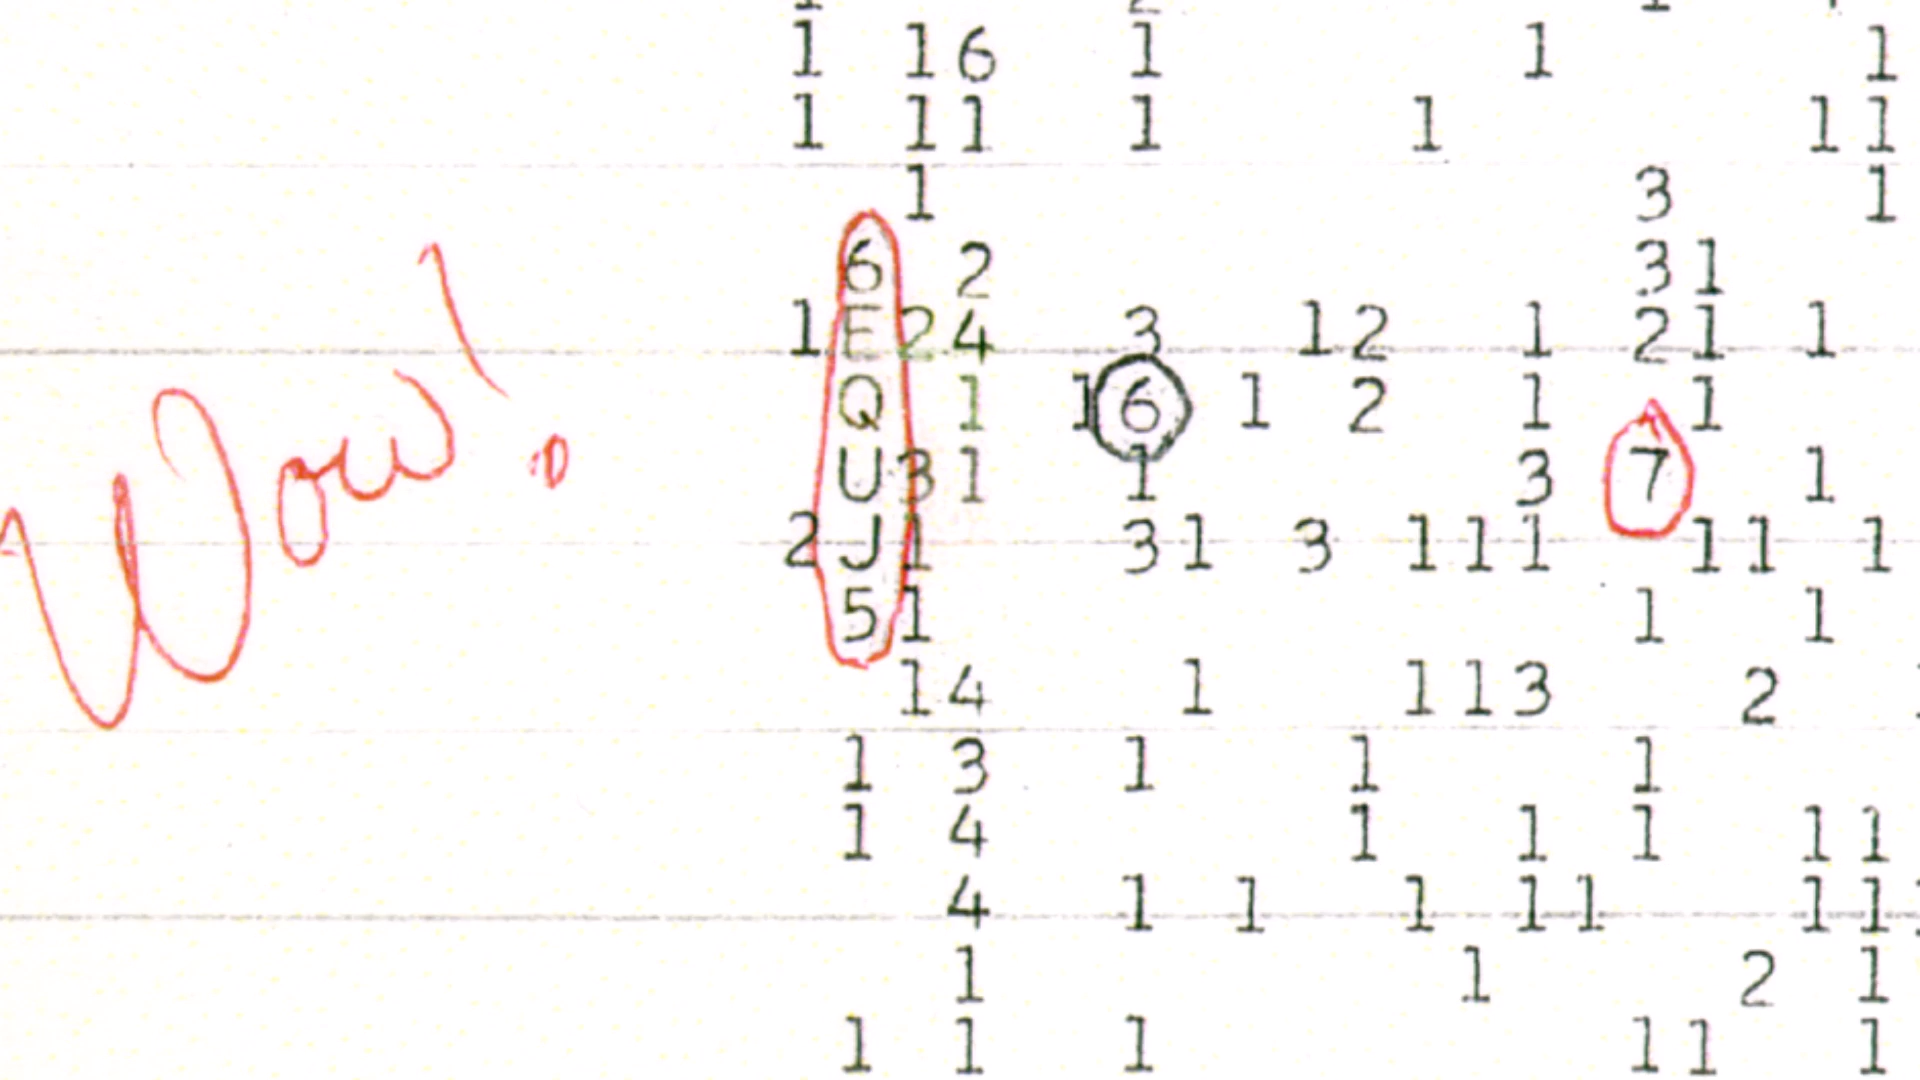 1 16 1 1 1
1 11 1 1 11
1 3 1
6 2 31
1E24 3 12 1 21 1
Q 1 16 1 2 1 1
U31 1 3 7 1
2J1 31 3 111 11 1
51 1 1
14 1 113 2
1 3 1 1 1
1 4 1 1 1 11
4 1 1 1 11 11
1 1 2 1
1 1 1 11 1
Wow!